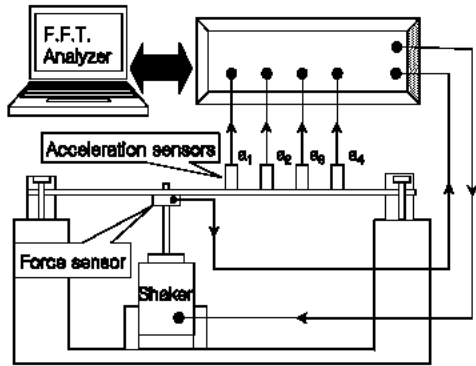 F.F.T.
Analyzer
Acceleration sensors
a1 a2 a3 a4
Force sensor
Shaker